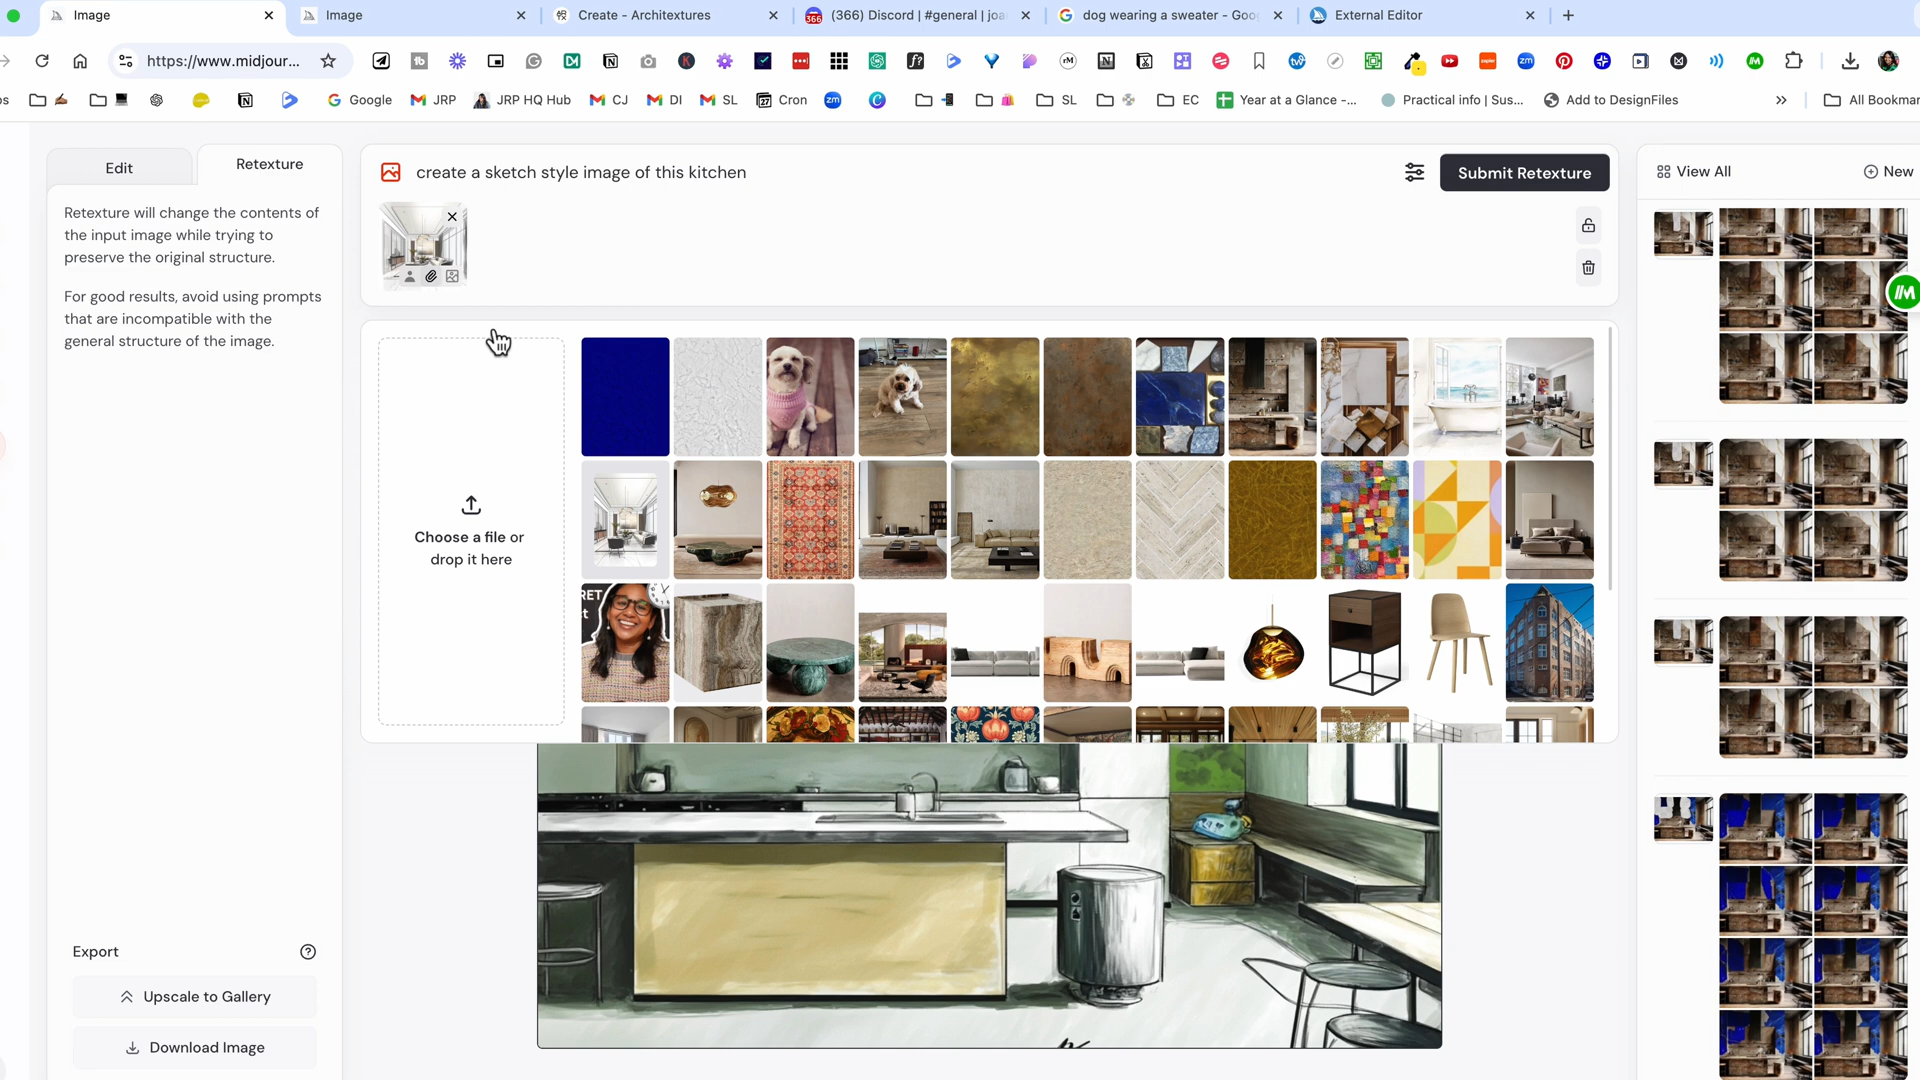 Image
Image
Create - Architextures
(366) Discord | #general | joa
dog wearing a sweater - Goo
External Editor
https://www.midjour...
Google
JRP
JRP HQ Hub
CJ
DI
SL
Cron
SL
EC
Year at a Glance -...
Practical info | Sus...
Add to DesignFiles
All Bookmar
Edit
Retexture
create a sketch style image of this kitchen
Submit Retexture
View All
New
Retexture will change the contents of
the input image while trying to
preserve the original structure.
For good results, avoid using prompts
that are incompatible with the
general structure of the image.
Choose a file or
drop it here
Export
Upscale to Gallery
Download Image